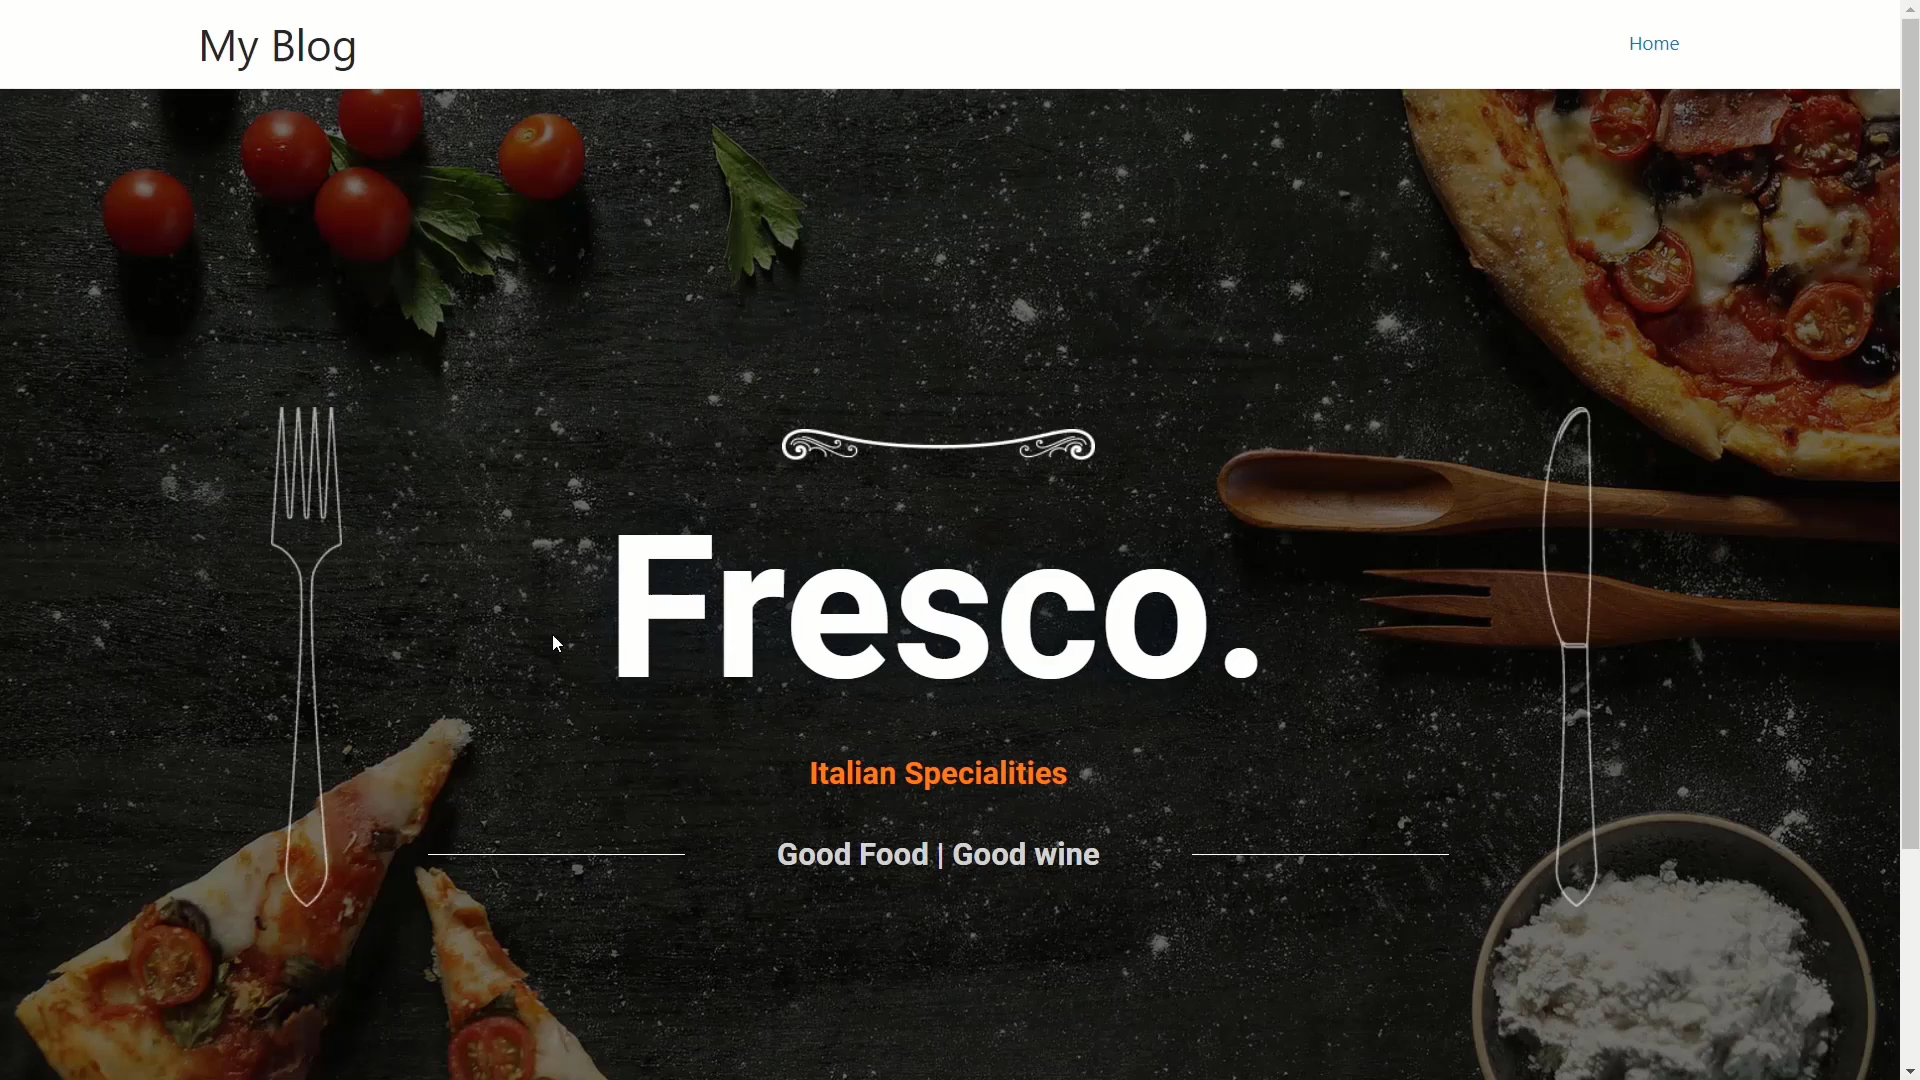 My Blog
Home
Fresco.
Italian Specialities
Good Food | Good wine